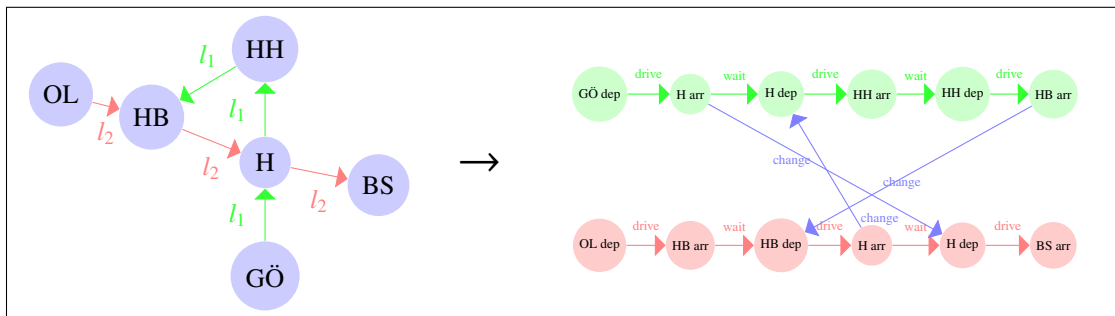 HH
l1
OL
HB
l2
l1
l2
H
l2
BS
l1
GÖ
→
drive wait drive wait drive
GÖ dep H arr H dep HH arr HH dep HB arr
change
change
change
drive wait drive wait drive
OL dep HB arr HB dep H arr H dep BS arr